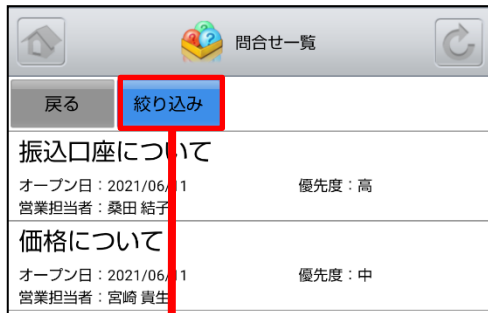 問合せ一覧
戻る 絞り込み
振込口座について
オープン日：2021/06/11 優先度：高
営業担当者：桑田 結子
価格について
オープン日：2021/06/11 優先度：中
営業担当者：宮崎 貴生